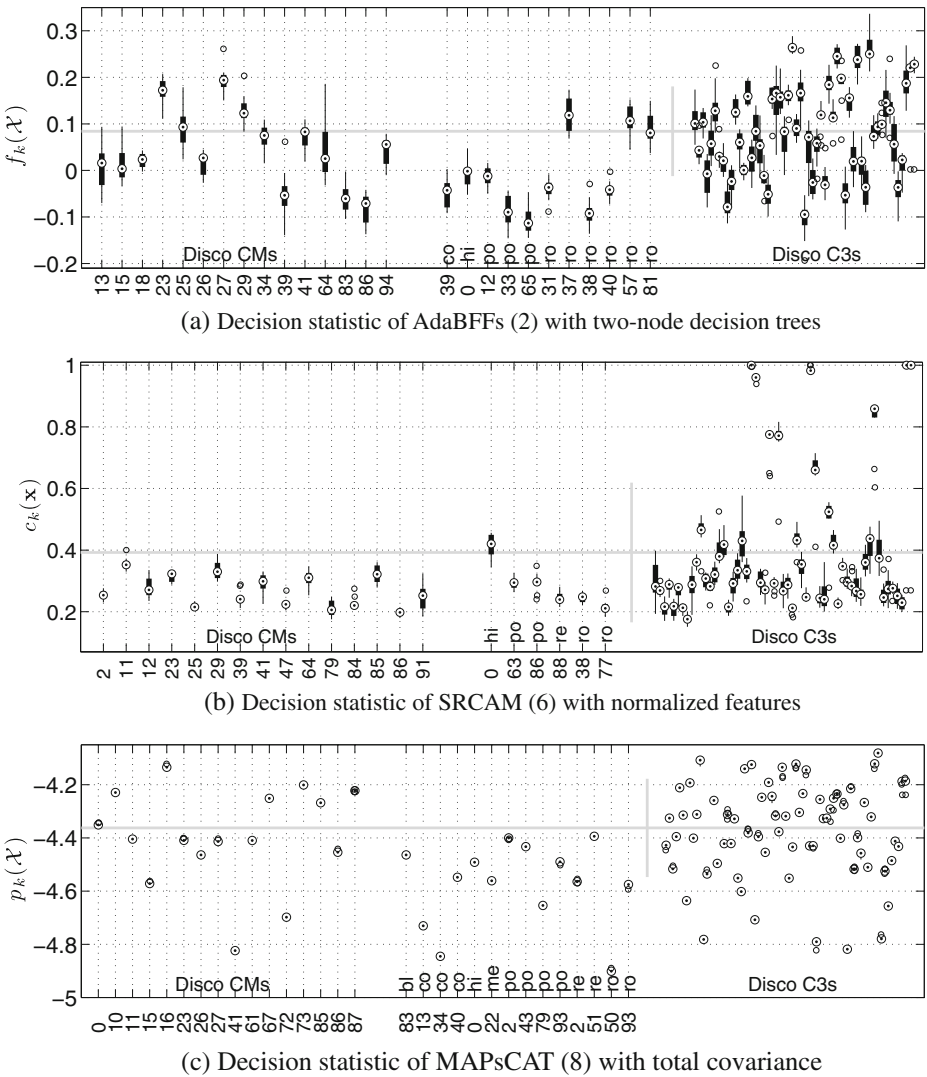 0.3
0.2
0.1
0
−0.1
−0.2
f_k(𝒳)
Disco CMs
co hi po po po ro ro ro ro ro ro
Disco C3s
13 15 18 23 25 26 27 29 34 39 41 64 83 86 94 39 0 12 33 65 31 37 38 40 57 81
(a) Decision statistic of AdaBFFs (2) with two-node decision trees
1
0.8
0.6
0.4
0.2
c_k(x)
Disco CMs
hi po po re ro ro
Disco C3s
2 11 12 23 25 29 39 41 47 64 79 84 85 86 91 0 63 86 88 38 77
(b) Decision statistic of SRCAM (6) with normalized features
−4.2
−4.4
−4.6
−4.8
−5
p_k(𝒳)
Disco CMs
bl co co co hi me po po po po re re ro ro
Disco C3s
0 10 11 15 16 23 26 27 41 61 67 72 73 85 86 87 83 13 34 40 0 22 2 43 79 93 2 51 50 93
(c) Decision statistic of MAPsCAT (8) with total covariance